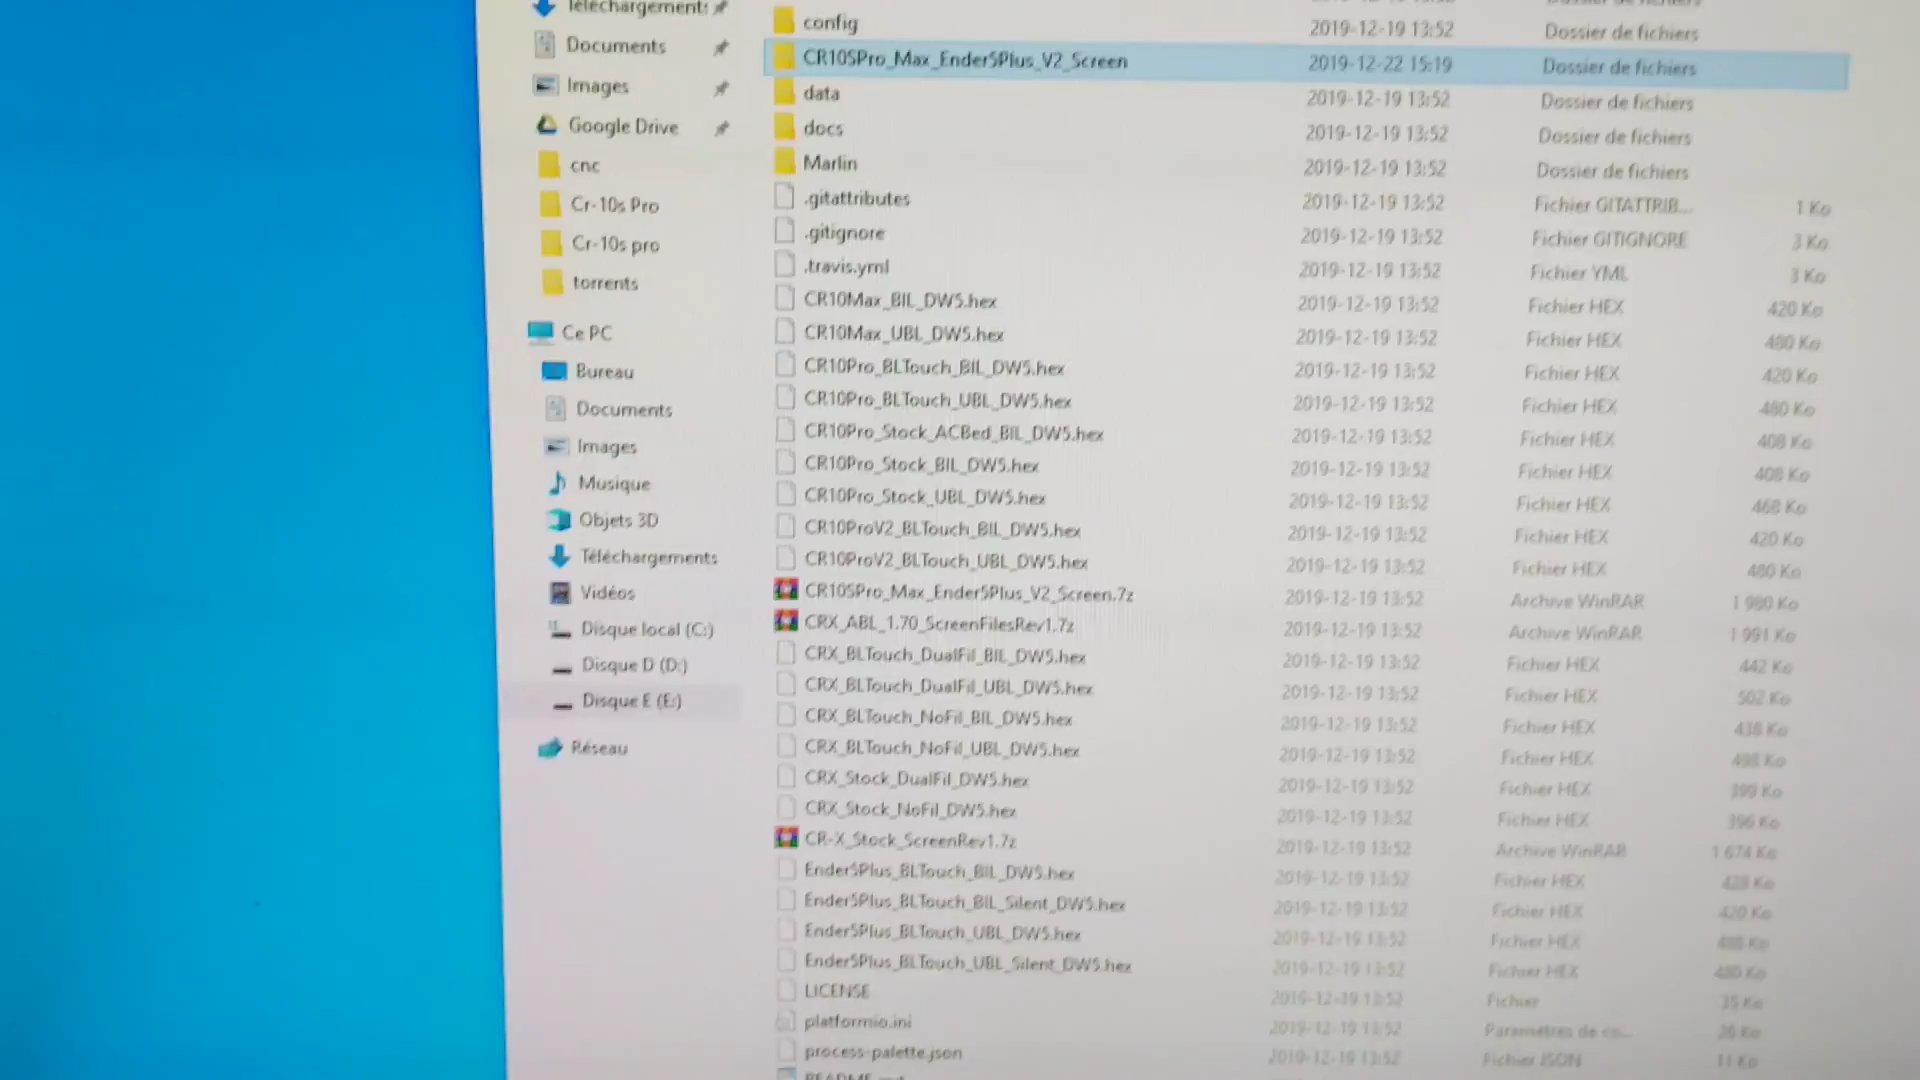 Téléchargements
Documents
Images
Google Drive
cnc
Cr-10s Pro
Cr-10s pro
torrents
Ce PC
Bureau
Documents
Images
Musique
Objets 3D
Téléchargements
Vidéos
Disque local (C:)
Disque D (D:)
Disque E (E:)
Réseau
config 2019-12-19 13:52 Dossier de fichiers
CR10SPro_Max_Ender5Plus_V2_Screen 2019-12-22 15:19 Dossier de fichiers
data 2019-12-19 13:52 Dossier de fichiers
docs 2019-12-19 13:52 Dossier de fichiers
Marlin 2019-12-19 13:52 Dossier de fichiers
.gitattributes 2019-12-19 13:52 Fichier GITATTRIB... 1 Ko
.gitignore 2019-12-19 13:52 Fichier GITIGNORE 3 Ko
.travis.yml 2019-12-19 13:52 Fichier YML 3 Ko
CR10Max_BIL_DW5.hex 2019-12-19 13:52 Fichier HEX 420 Ko
CR10Max_UBL_DW5.hex 2019-12-19 13:52 Fichier HEX 480 Ko
CR10Pro_BLTouch_BIL_DW5.hex 2019-12-19 13:52 Fichier HEX 420 Ko
CR10Pro_BLTouch_UBL_DW5.hex 2019-12-19 13:52 Fichier HEX 480 Ko
CR10Pro_Stock_ACBed_BIL_DW5.hex 2019-12-19 13:52 Fichier HEX 408 Ko
CR10Pro_Stock_BIL_DW5.hex 2019-12-19 13:52 Fichier HEX 408 Ko
CR10Pro_Stock_UBL_DW5.hex 2019-12-19 13:52 Fichier HEX 468 Ko
CR10ProV2_BLTouch_BIL_DW5.hex 2019-12-19 13:52 Fichier HEX 420 Ko
CR10ProV2_BLTouch_UBL_DW5.hex 2019-12-19 13:52 Fichier HEX 480 Ko
CR10SPro_Max_Ender5Plus_V2_Screen.7z 2019-12-19 13:52 Archive WinRAR 1 980 Ko
CRX_ABL_1.70_ScreenFilesRev1.7z 2019-12-19 13:52 Archive WinRAR 1 991 Ko
CRX_BLTouch_DualFil_BIL_DW5.hex 2019-12-19 13:52 Fichier HEX 442 Ko
CRX_BLTouch_DualFil_UBL_DW5.hex 2019-12-19 13:52 Fichier HEX 502 Ko
CRX_BLTouch_NoFil_BIL_DW5.hex 2019-12-19 13:52 Fichier HEX 438 Ko
CRX_BLTouch_NoFil_UBL_DW5.hex 2019-12-19 13:52 Fichier HEX 498 Ko
CRX_Stock_DualFil_DW5.hex 2019-12-19 13:52 Fichier HEX 399 Ko
CRX_Stock_NoFil_DW5.hex 2019-12-19 13:52 Fichier HEX 396 Ko
CR-X_Stock_ScreenRev1.7z 2019-12-19 13:52 Archive WinRAR 1 674 Ko
Ender5Plus_BLTouch_BIL_DW5.hex 2019-12-19 13:52 Fichier HEX Ko
Ender5Plus_BLTouch_BIL_Silent_DW5.hex 2019-12-19 13:52 Fichier HEX 420 Ko
Ender5Plus_BLTouch_UBL_DW5.hex 2019-12-19 13:52 Fichier HEX Ko
Ender5Plus_BLTouch_UBL_Silent_DW5.hex 2019-12-19 13:52 Fichier HEX 480 Ko
LICENSE 2019-12-19 13:52 Fichier 35 Ko
platformio.ini 2019-12-19 13:52 Paramètres de co... Ko
process-palette.json 2019-12-19 13:52 Fichier JSON 11 Ko